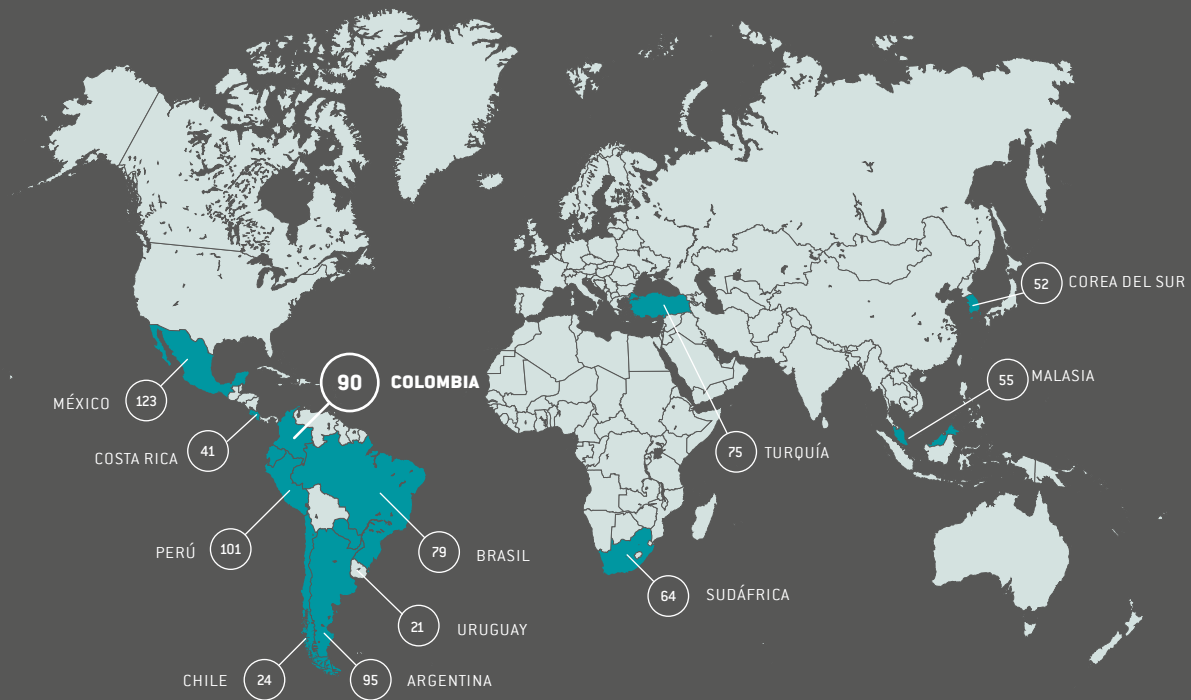 52 COREA DEL SUR
55 MALASIA
90 COLOMBIA
MÉXICO 123
COSTA RICA 41
75 TURQUÍA
PERÚ 101
79 BRASIL
64 SUDÁFRICA
21 URUGUAY
CHILE 24
95 ARGENTINA